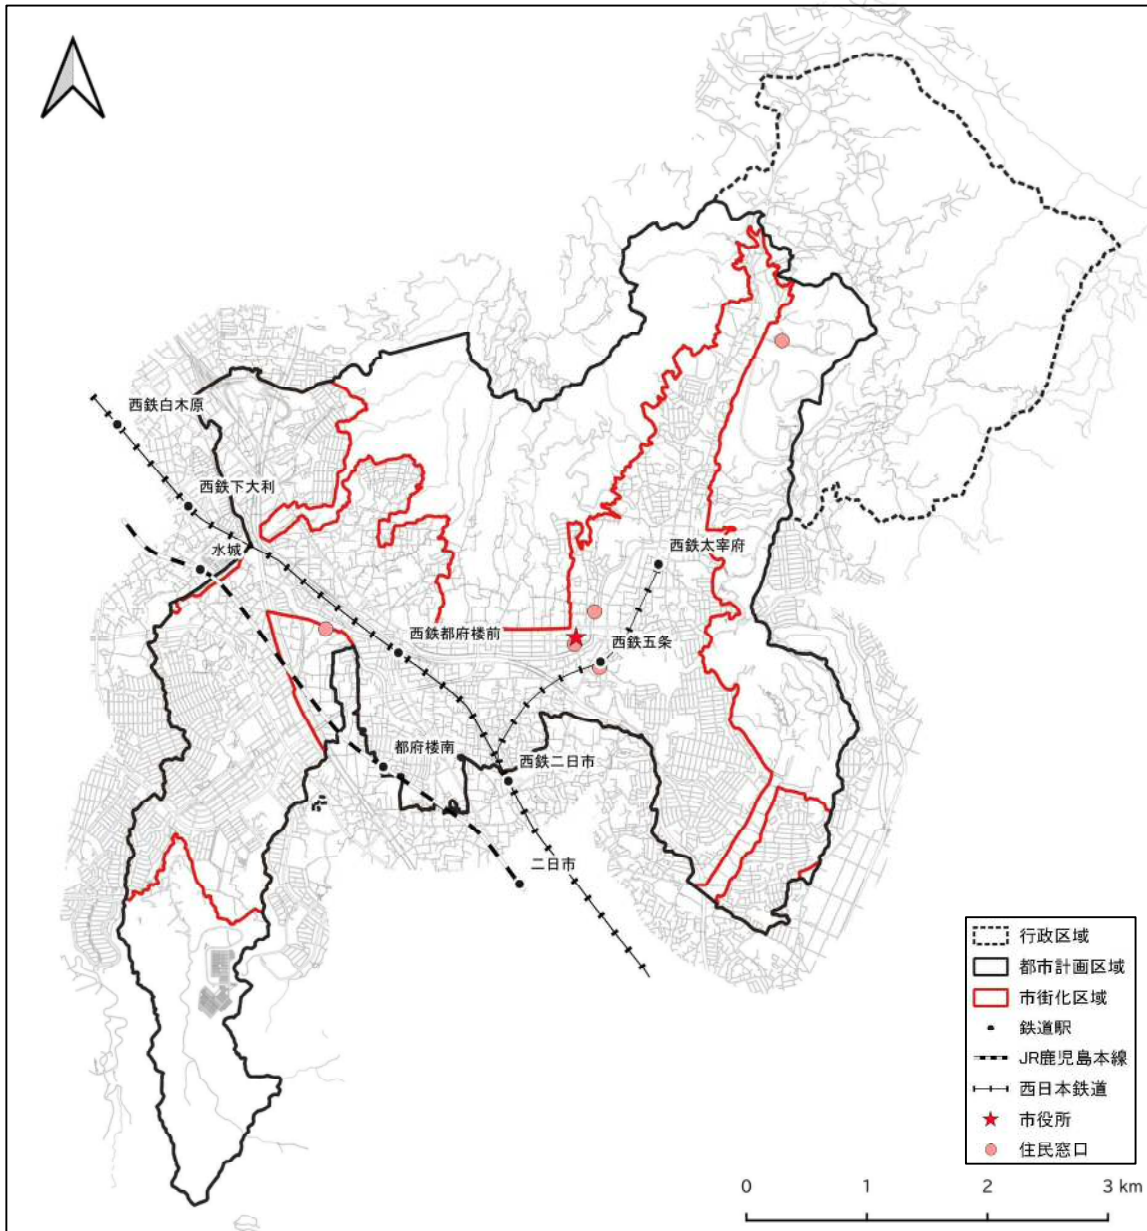 西鉄白木原
西鉄下大利
水城
西鉄太宰府
西鉄都府楼前
西鉄五条
都府楼南
西鉄二日市
二日市
行政区域
都市計画区域
市街化区域
鉄道駅
JR鹿児島本線
西日本鉄道
市役所
住民窓口
0 1 2 3 km